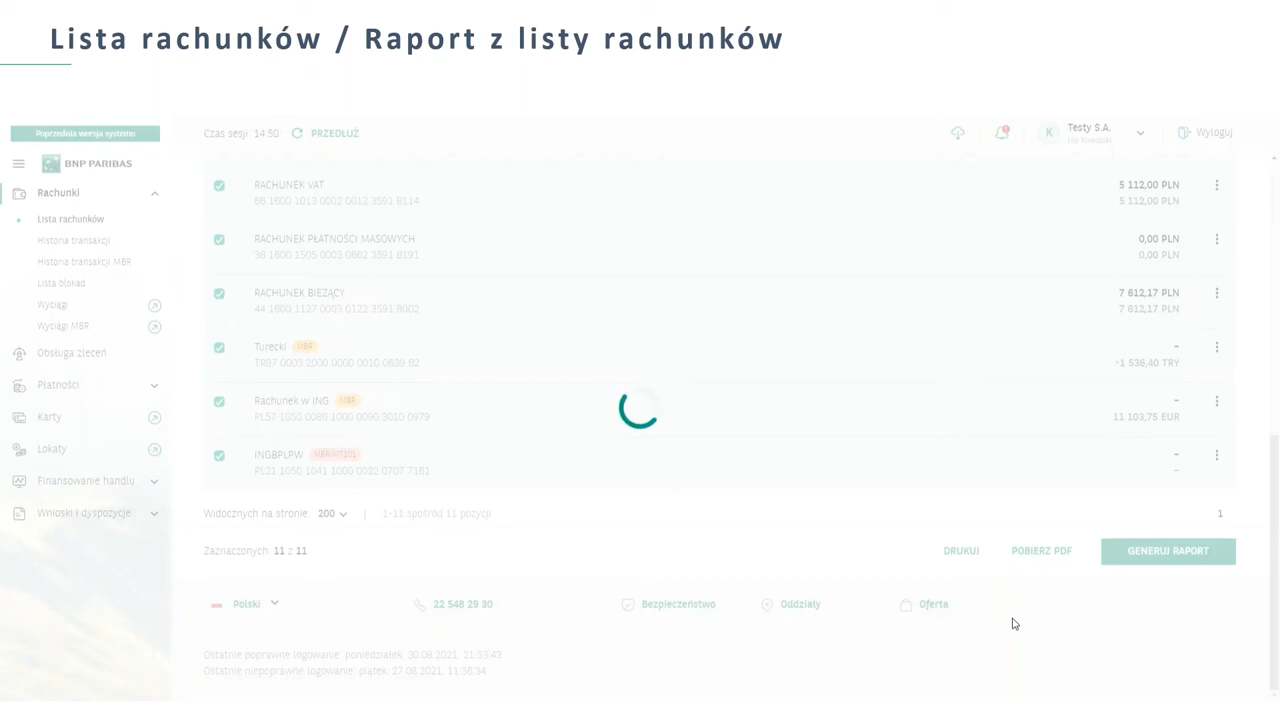 Lista rachunków / Raport z listy rachunków
Poprzednia wersja systemu
Czas sesji 14:50 PRZEDŁUŻ
K Testy S.A.
Wyloguj
BNP PARIBAS
Rachunki
Lista rachunków
Historia transakcji
Historia transakcji MBR
Lista blokad
Wyciągi
Wyciągi MBR
Obsługa zleceń
Płatności
Karty
Lokaty
Finansowanie handlu
Wnioski i dyspozycje
RACHUNEK VAT 5 112,00 PLN
66 1600 1013 0002 0012 3591 8114 5 112,00 PLN
RACHUNEK PŁATNOŚCI MASOWYCH 0,00 PLN
38 1600 1505 0003 0662 3591 8191 0,00 PLN
RACHUNEK BIEŻĄCY 7 612,17 PLN
44 1600 1127 0003 0122 3591 8002 7 612,17 PLN
Turecki MBR –
TR97 0003 2000 0000 0010 0639 62 -1 536,40 TRY
Rachunek w ING MBR –
PL57 1050 0086 1000 0090 3010 0979 11 103,75 EUR
INGBPLPW MBR/MT101 –
PL21 1050 1041 1000 0022 0707 7181 –
Widocznych na stronie: 200 | 1-11 spośród 11 pozycji 1
Zaznaczonych 11 z 11 DRUKUJ POBIERZ PDF GENERUJ RAPORT
Polski 22 548 29 30 Bezpieczeństwo Oddziały Oferta
Ostatnie poprawne logowanie: poniedziałek, 30.08.2021, 21:53:43
Ostatnie niepoprawne logowanie: piątek, 27.08.2021, 11:36:34